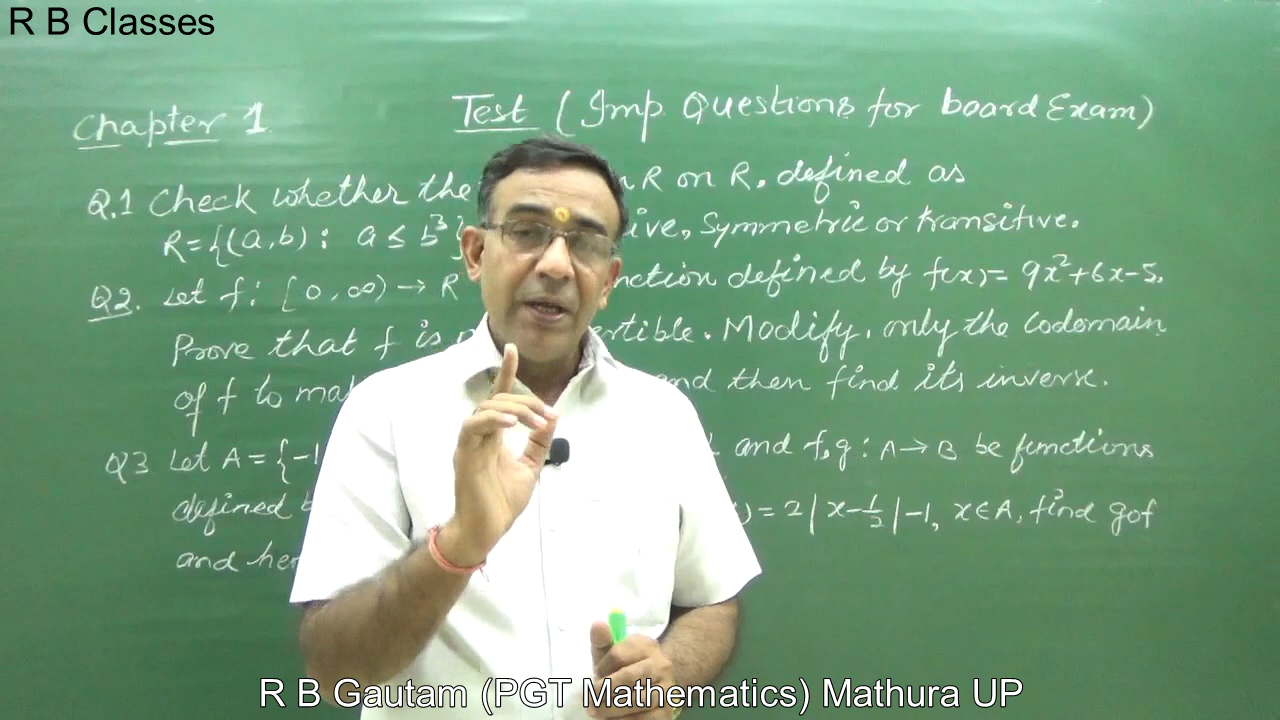 R B Classes
Chapter 1 Test (Imp Questions for board Exam)
Q.1 Check whether the R on R, defined as
R={(a,b): a ≤ b³} ive, Symmetric or transitive.
Q2. Let f: [0,∞) → R nction defined by f(x) = 9x²+6x-5.
Prove that f is rtible. Modify, only the Codomain
of f to ma and then find its inverse.
Q3 Let A = {-1 and f,g: A→B be functions
defined b ) = 2|x-1/2|-1, x∈A, find gof
and he
R B Gautam (PGT Mathematics) Mathura UP